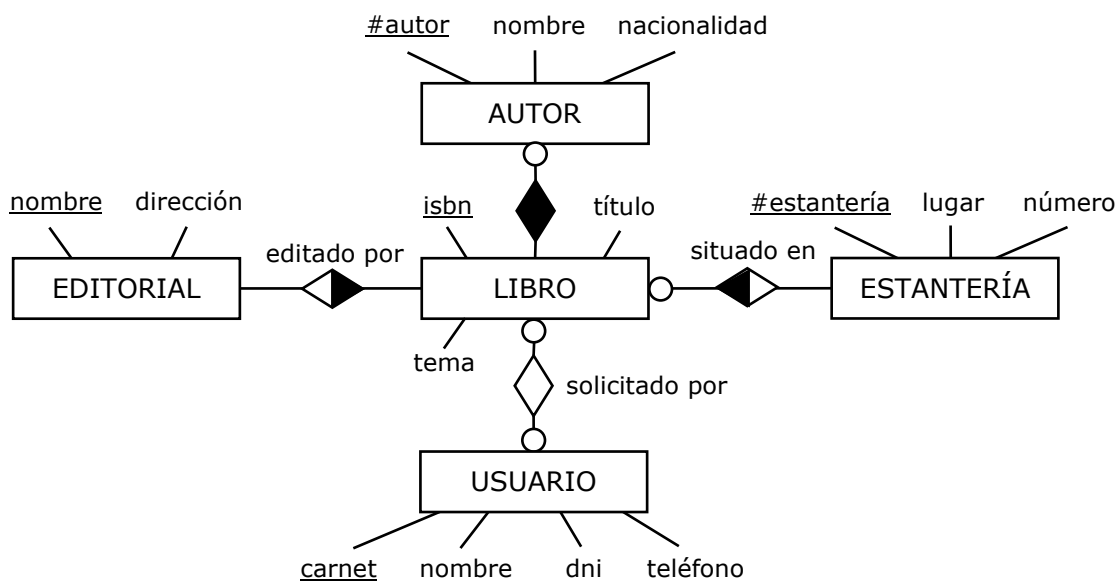 #autor nombre nacionalidad
AUTOR
nombre dirección isbn título #estantería lugar número
editado por situado en
EDITORIAL LIBRO ESTANTERÍA
tema
solicitado por
USUARIO
carnet nombre dni teléfono